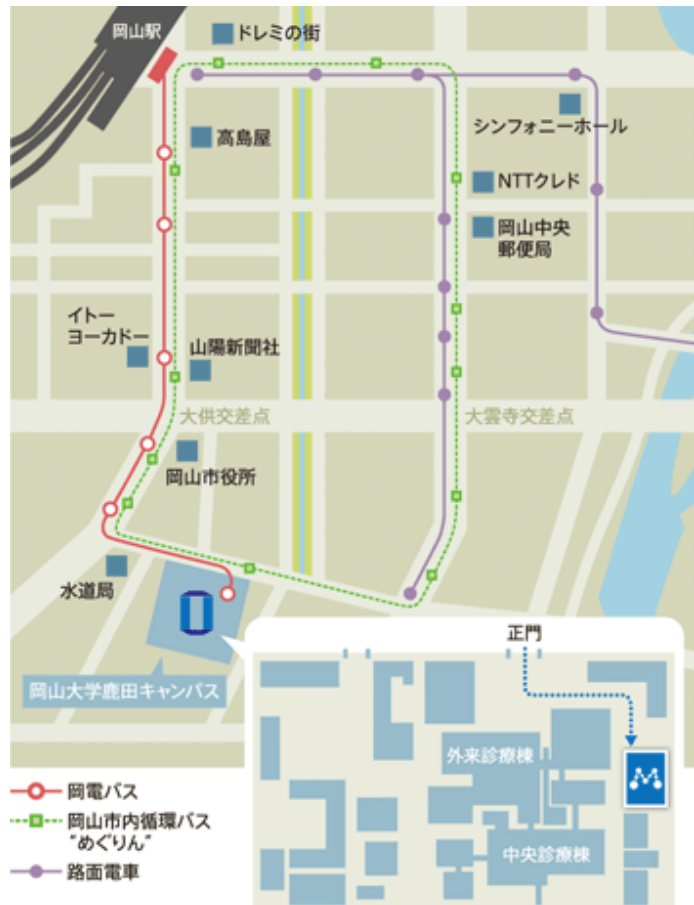 岡山駅
ドレミの街
シンフォニーホール
高島屋
NTTクレド
岡山中央
郵便局
イトー
ヨーカドー
山陽新聞社
大供交差点
大雲寺交差点
岡山市役所
水道局
岡山大学鹿田キャンパス
正門
外来診療棟
中央診療棟
岡電バス
岡山市内循環バス
“めぐりん”
路面電車